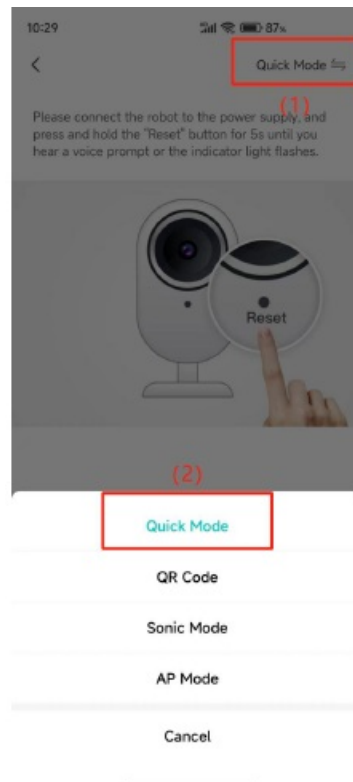 10:29
5G 87%
Quick Mode
(1)
Please connect the robot to the power supply, and
press and hold the "Reset" button for 5s until you
hear a voice prompt or the indicator light flashes.
Reset
(2)
Quick Mode
QR Code
Sonic Mode
AP Mode
Cancel